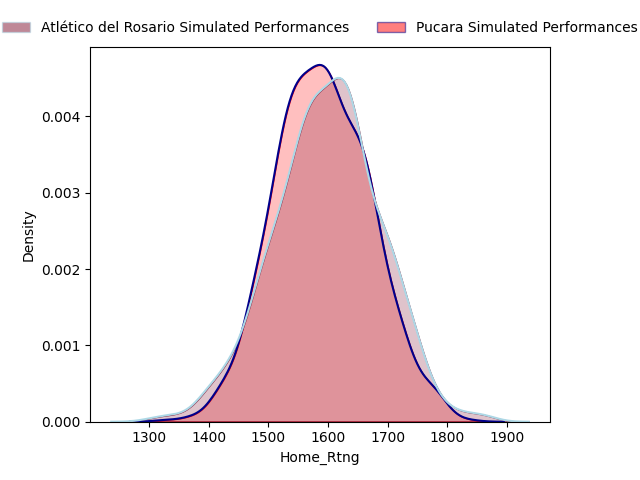 Atlético del Rosario Simulated Performances Pucara Simulated Performances
0.004
0.003
0.002
0.001
0.000
Density
1300 1400 1500 1600 1700 1800 1900
Home_Rtng